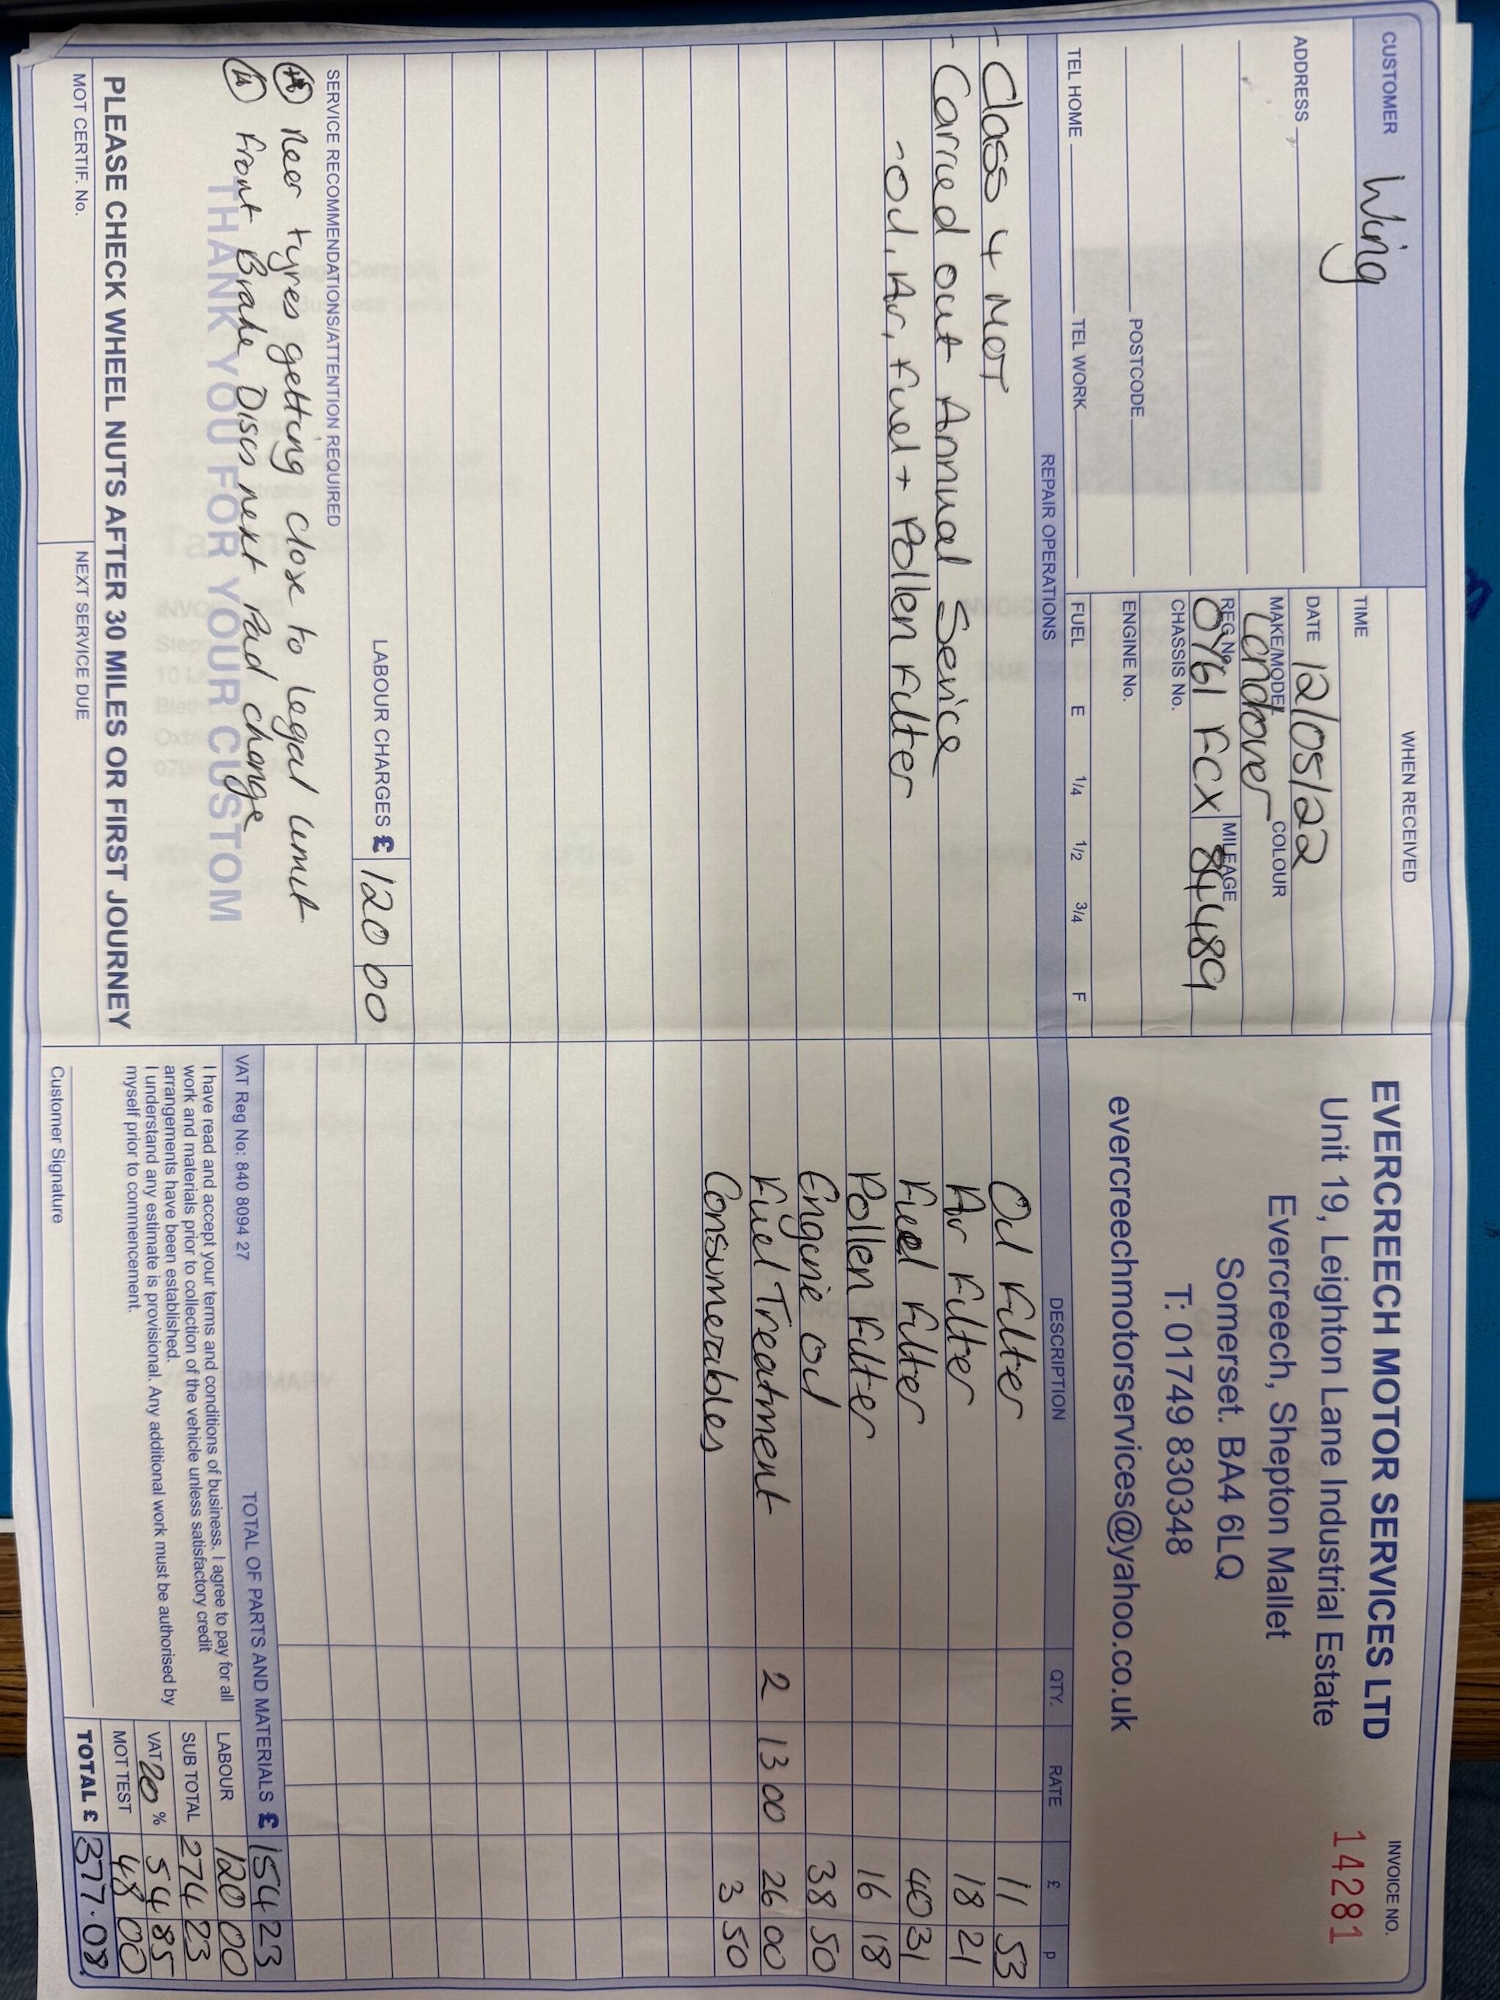 CUSTOMER Wing
ADDRESS
POSTCODE
TEL HOME TEL WORK
WHEN RECEIVED
TIME
DATE 12/05/22
MAKE/MODEL Landrover COLOUR
REG No. OY61 FCX MILEAGE 84489
CHASSIS No.
ENGINE No.
FUEL E 1/4 1/2 3/4 F
EVERCREECH MOTOR SERVICES LTD
Unit 19, Leighton Lane Industrial Estate
Evercreech, Shepton Mallet
Somerset. BA4 6LQ
T: 01749 830348
evercreechmotorservices@yahoo.co.uk
INVOICE NO.
14281
REPAIR OPERATIONS
- Class 4 MOT
- Carried out Annual Service
- Oil, Air, Fuel + Pollen Filter
LABOUR CHARGES £ 120 00
SERVICE RECOMMENDATIONS/ATTENTION REQUIRED
rear tyres getting close to legal limit
Front Brake Discs next Pad change
THANK YOU FOR YOUR CUSTOM
PLEASE CHECK WHEEL NUTS AFTER 30 MILES OR FIRST JOURNEY
MOT CERTIF. No. NEXT SERVICE DUE
DESCRIPTION QTY. RATE £ p
Oil Filter 11 53
Air Filter 18 21
Fuel Filter 40 31
Pollen Filter 16 18
Engine Oil 38 50
Fuel Treatment 2 13 00 26 00
Consumerables 3 50
VAT Reg No: 840 8094 27 TOTAL OF PARTS AND MATERIALS £ 154 23
I have read and accept your terms and conditions of business. I agree to pay for all
work and materials prior to collection of the vehicle unless satisfactory credit
arrangements have been established.
I understand any estimate is provisional. Any additional work must be authorised by
myself prior to commencement.
Customer Signature
LABOUR 120 00
SUB TOTAL 274 23
VAT 20 % 54 85
MOT TEST 48 00
TOTAL £ 377.08